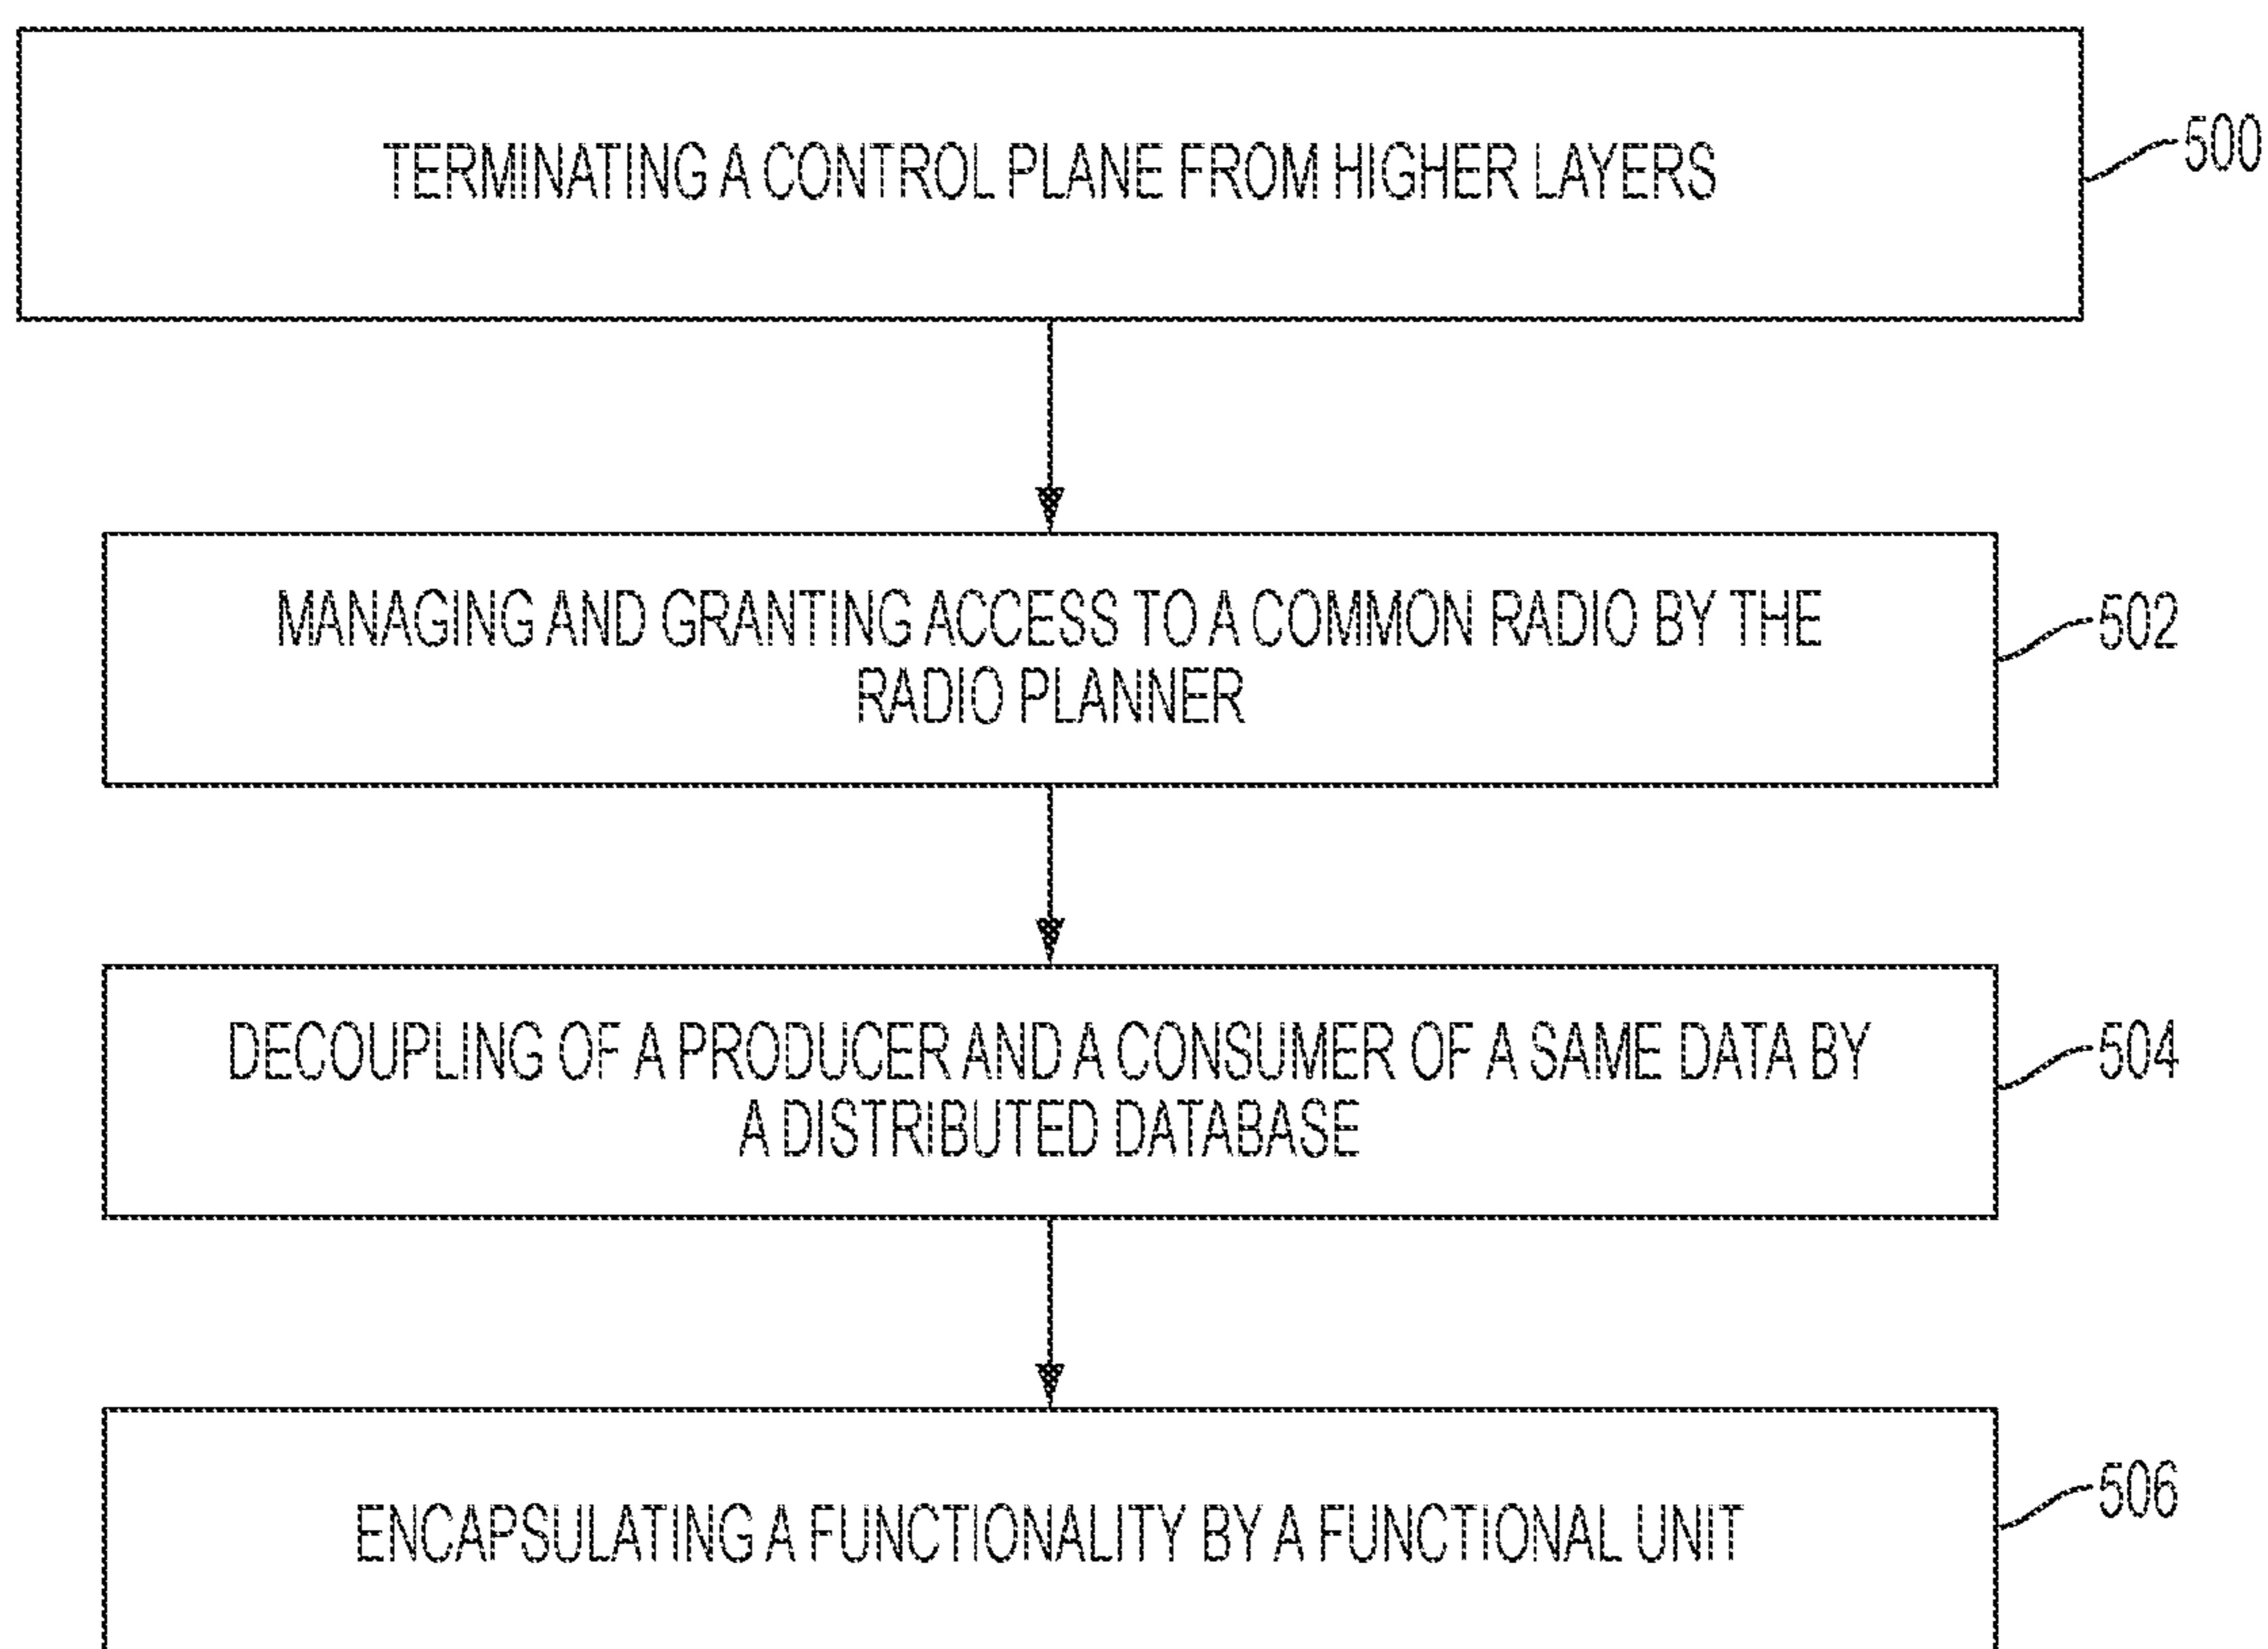 TERMINATING A CONTROL PLANE FROM HIGHER LAYERS
500
MANAGING AND GRANTING ACCESS TO A COMMON RADIO BY THE
RADIO PLANNER
502
DECOUPLING OF A PRODUCER AND A CONSUMER OF A SAME DATA BY
A DISTRIBUTED DATABASE
504
ENCAPSULATING A FUNCTIONALITY BY A FUNCTIONAL UNIT
506